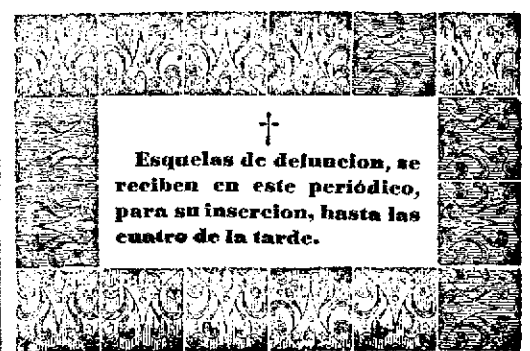 †
Esquelas de defuncion, se
reciben en este periódico,
para su insercion, hasta las
cuatro de la tarde.